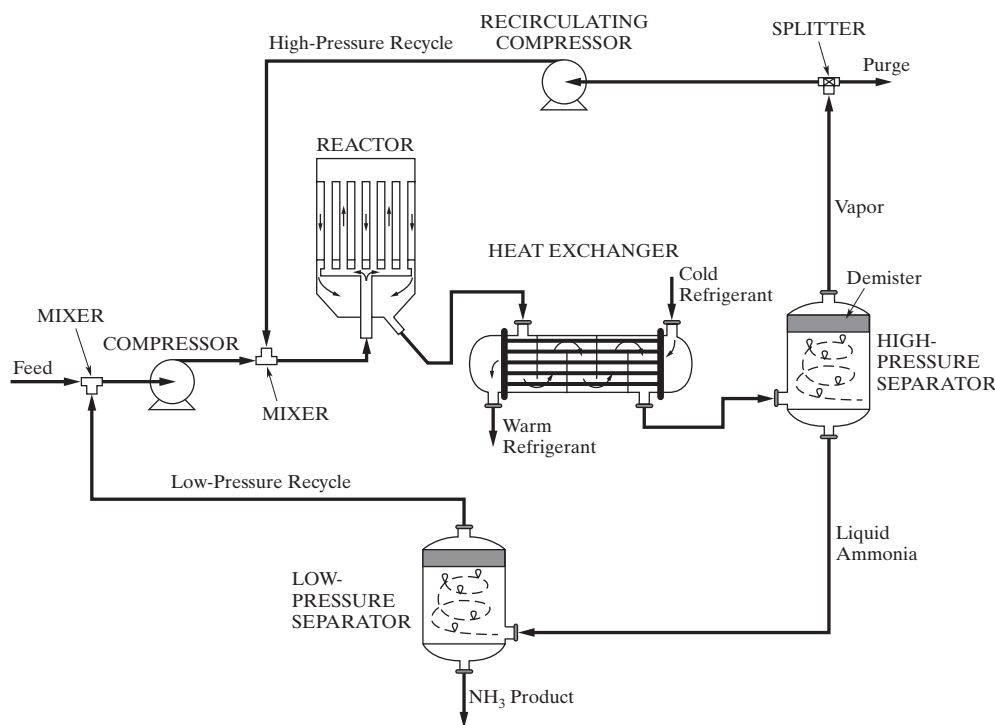 RECIRCULATING
COMPRESSOR
SPLITTER
High-Pressure Recycle
Purge
REACTOR
Vapor
HEAT EXCHANGER
Cold
Refrigerant
Demister
MIXER
COMPRESSOR
HIGH-
PRESSURE
SEPARATOR
Feed
MIXER
Warm
Refrigerant
Low-Pressure Recycle
Liquid
Ammonia
LOW-
PRESSURE
SEPARATOR
NH₃ Product